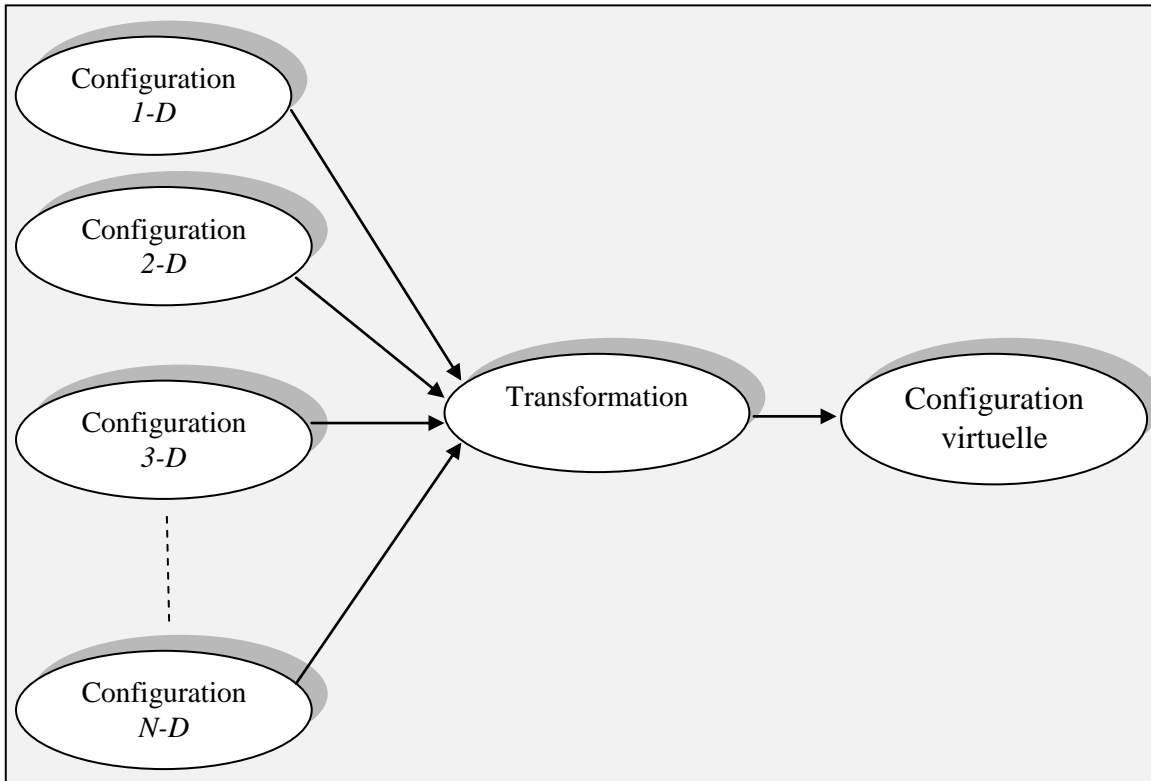 Configuration
1-D
Configuration
2-D
Configuration
3-D
Configuration
N-D
Transformation
Configuration
virtuelle